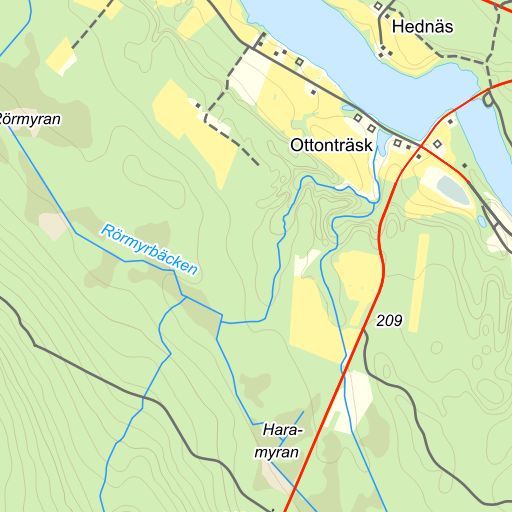 Hednäs
Rörmyran
Ottonträsk
Rörmyrbäcken
209
Hara-
myran